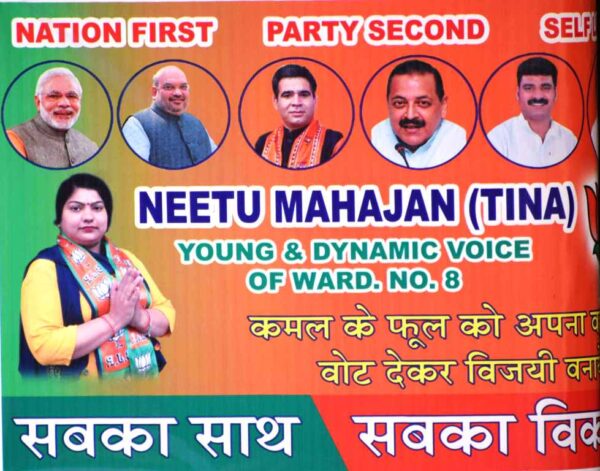 NATION FIRST PARTY SECOND SELF
NEETU MAHAJAN (TINA)
YOUNG & DYNAMIC VOICE
OF WARD. NO. 8
कमल के फूल को अपना
वोट देकर विजयी
सबका साथ सबका